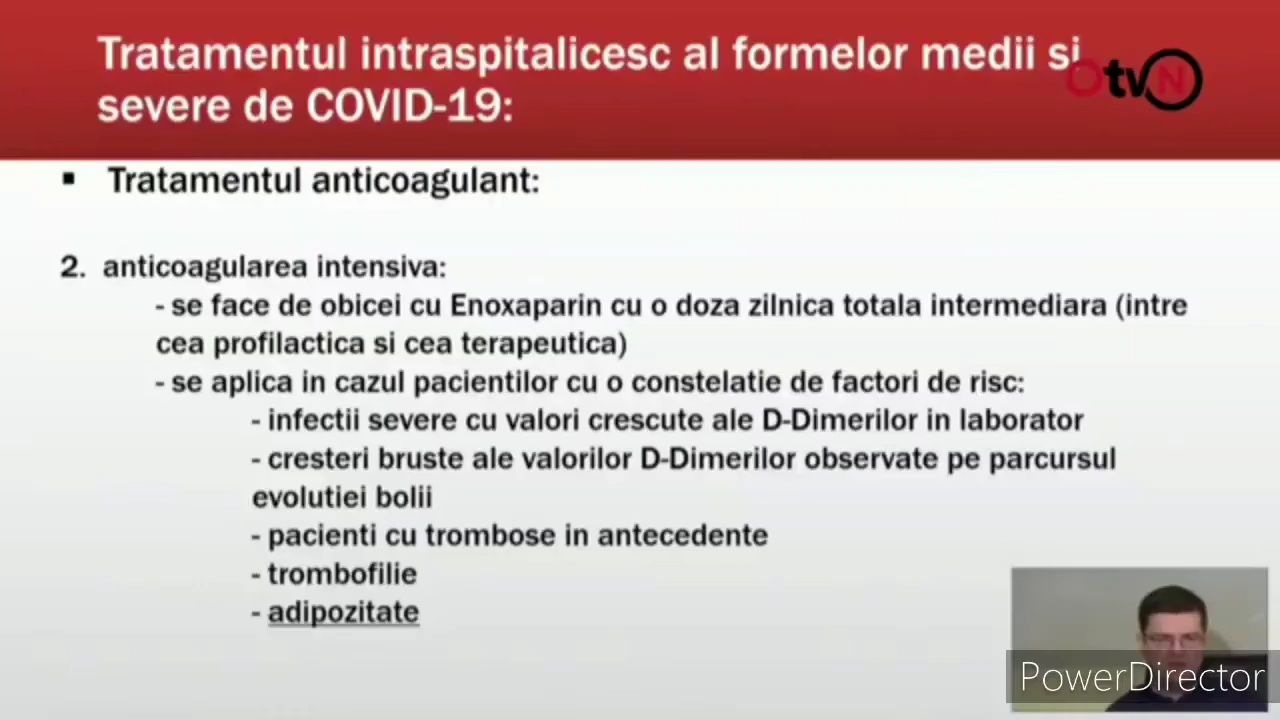 Tratamentul intraspitalicesc al formelor medii si
severe de COVID-19:
OtvN
▪ Tratamentul anticoagulant:
2. anticoagularea intensiva:
- se face de obicei cu Enoxaparin cu o doza zilnica totala intermediara (intre
cea profilactica si cea terapeutica)
- se aplica in cazul pacientilor cu o constelatie de factori de risc:
- infectii severe cu valori crescute ale D-Dimerilor in laborator
- cresteri bruste ale valorilor D-Dimerilor observate pe parcursul
evolutiei bolii
- pacienti cu trombose in antecedente
- trombofilie
- adipozitate
PowerDirector